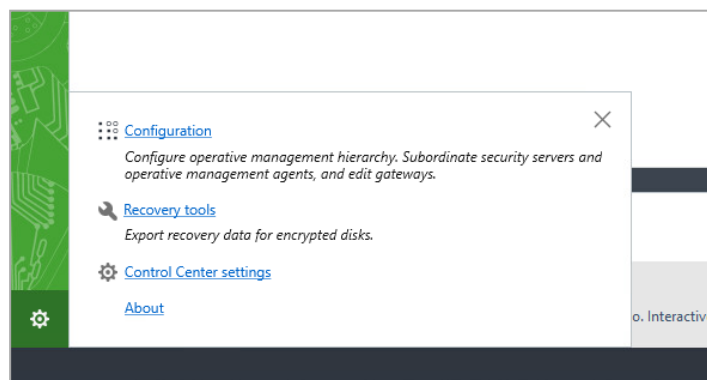 Configuration
Configure operative management hierarchy. Subordinate security servers and
operative management agents, and edit gateways.
Recovery tools
Export recovery data for encrypted disks.
Control Center settings
About
o. Interactiv